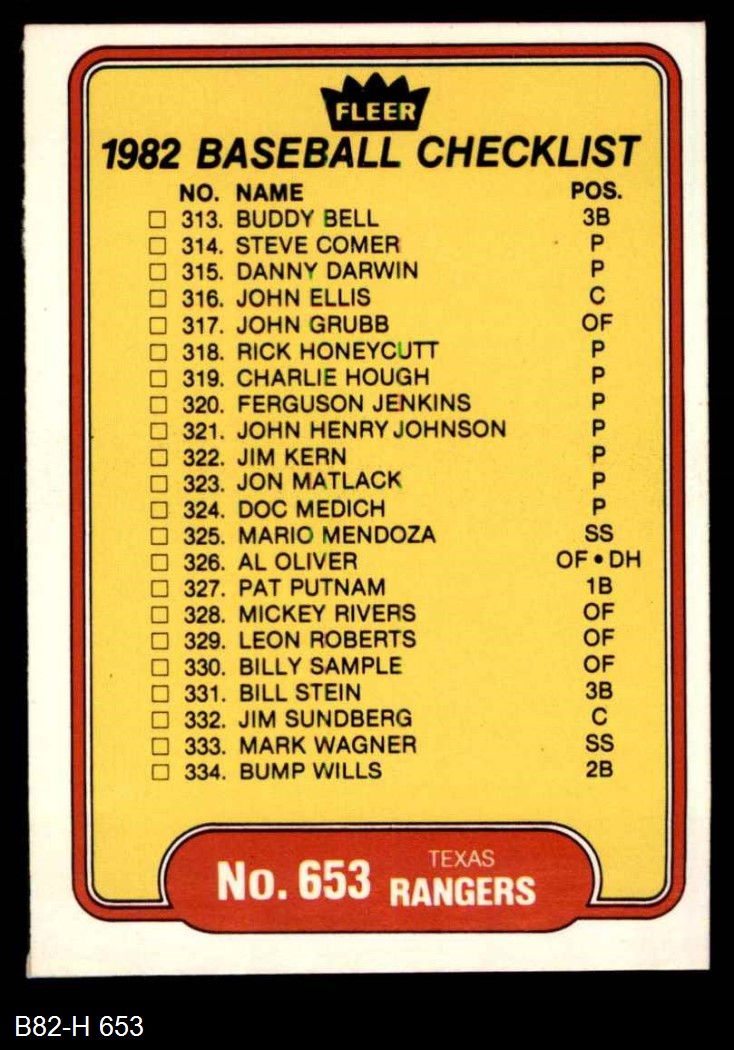 FLEER
1982 BASEBALL CHECKLIST
NO. NAME POS.
313. BUDDY BELL 3B
314. STEVE COMER P
315. DANNY DARWIN P
316. JOHN ELLIS C
317. JOHN GRUBB OF
318. RICK HONEYCUTT P
319. CHARLIE HOUGH P
320. FERGUSON JENKINS P
321. JOHN HENRY JOHNSON P
322. JIM KERN P
323. JON MATLACK P
324. DOC MEDICH P
325. MARIO MENDOZA SS
326. AL OLIVER OF•DH
327. PAT PUTNAM 1B
328. MICKEY RIVERS OF
329. LEON ROBERTS OF
330. BILLY SAMPLE OF
331. BILL STEIN 3B
332. JIM SUNDBERG C
333. MARK WAGNER SS
334. BUMP WILLS 2B
No. 653 TEXAS
RANGERS
B82-H 653